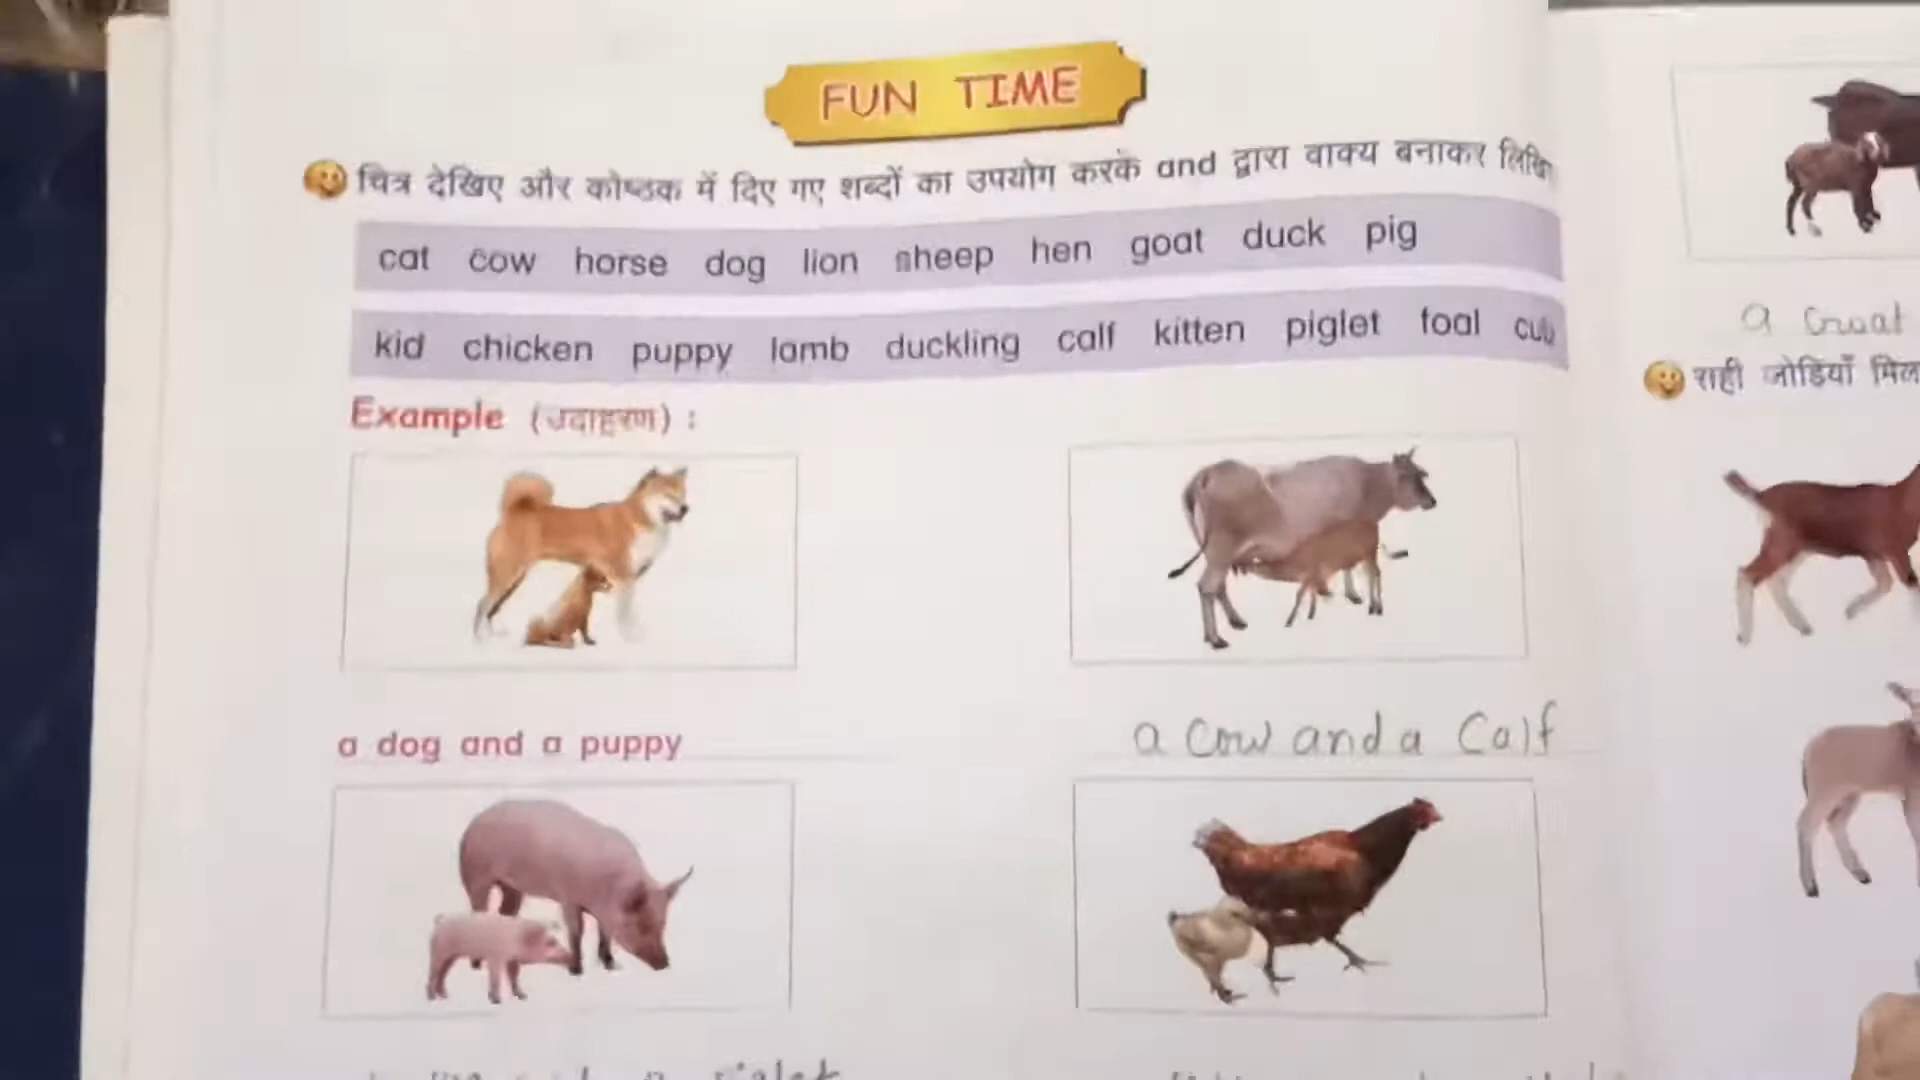 FUN TIME
चित्र देखिए और कोष्ठक में दिए गए शब्दों का उपयोग करके and द्वारा वाक्य बनाकर
cat cow horse dog lion sheep hen goat duck pig
kid chicken puppy lamb duckling calf kitten piglet foal cub
Example (उदाहरण) :
a dog and a puppy
a cow and a Calf
a
सही जोड़ियाँ